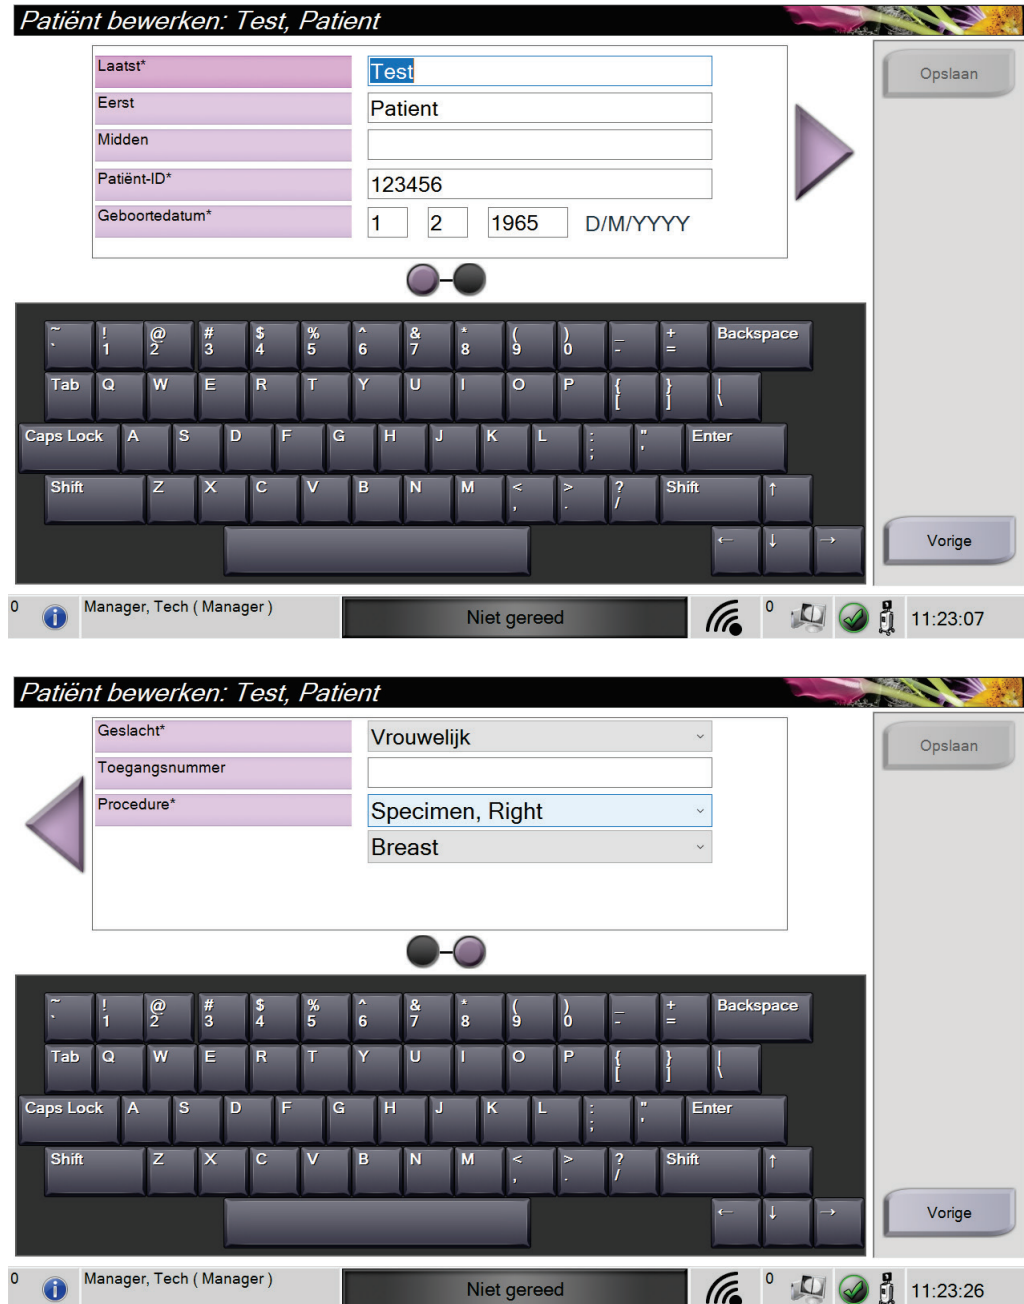 Patiënt bewerken: Test, Patient
Laatst*
Test
Opslaan
Eerst
Patient
Midden
Patiënt-ID*
123456
Geboortedatum*
1 2 1965 D/M/YYYY
~ ! @ # $ % ^ & * ( ) _ + Backspace
` 1 2 3 4 5 6 7 8 9 0 - =
Tab Q W E R T Y U I O P { } |
[ ] \
Caps Lock A S D F G H J K L : " Enter
; '
Shift Z X C V B N M < > ? Shift ↑
, . /
← ↓ →
Vorige
0 Manager, Tech ( Manager ) Niet gereed 0 11:23:07
Patiënt bewerken: Test, Patient
Geslacht*
Vrouwelijk
Opslaan
Toegangsnummer
Procedure*
Specimen, Right
Breast
~ ! @ # $ % ^ & * ( ) _ + Backspace
` 1 2 3 4 5 6 7 8 9 0 - =
Tab Q W E R T Y U I O P { } |
[ ] \
Caps Lock A S D F G H J K L : " Enter
; '
Shift Z X C V B N M < > ? Shift ↑
, . /
← ↓ →
Vorige
0 Manager, Tech ( Manager ) Niet gereed 0 11:23:26